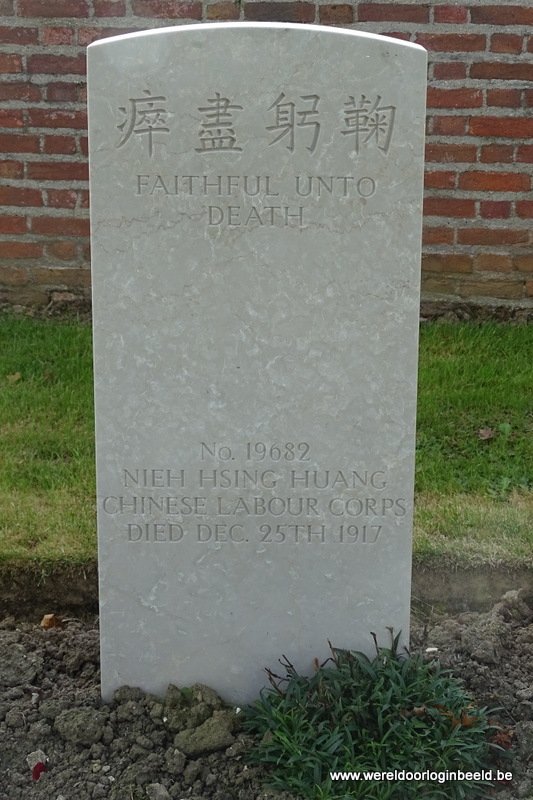 鞠躬盡瘁
FAITHFUL UNTO
DEATH
No. 19682
NIEH HSING HUANG
CHINESE LABOUR CORPS
DIED DEC. 25TH 1917
www.wereldoorloginbeeld.be